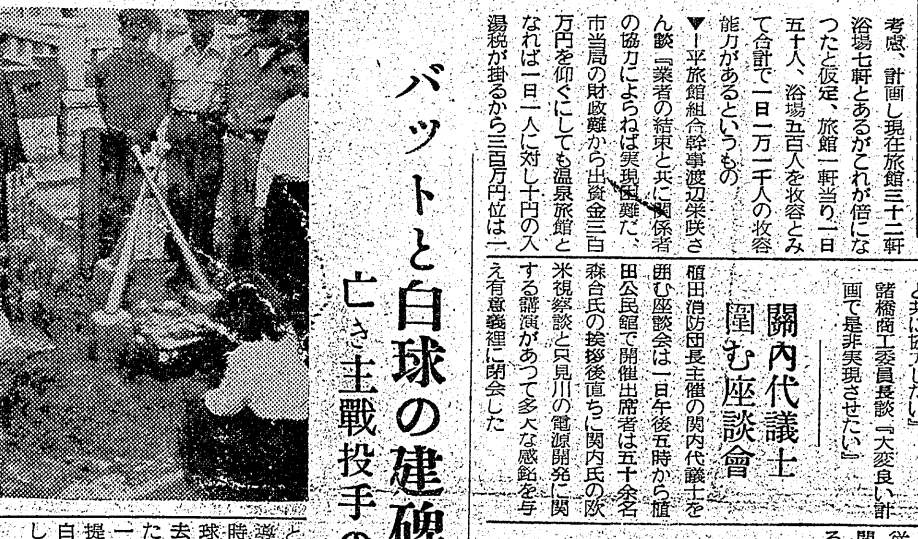 考慮、計画し現在旅館三十二軒
浴場七軒とあるがこれが倍にな
つたと仮定、旅館一軒当り一日
五十人、浴場五百人を收容とみ
て合計で一日一万一千人の收容
能力があるというもの
▼―平旅館組合幹事渡辺栄咲さ
ん談『業者の結束と共に関係者
の協力によらねば実現困難だ、
市当局の財政難から出資金三百
万円を仰ぐにしても温泉旅館と
なれば一日一人に対し十円の入
湯税が掛るから三百万円位は一
諸橋商工委員長談『大変良い計
画で是非実現させたい』
關內代議士
圍む座談會
植田消防団長主催の関内代議士を
囲む座談会は一日午後五時から植
田公民館で開催出席者は五十余名
森合氏の挨拶後直ちに関内氏の欧
米視察談と只見川の電源開発に関
する講演があつて多大な感銘を与
え有意義裡に閉会した
バットと白球の建碑
亡き主戰投手の